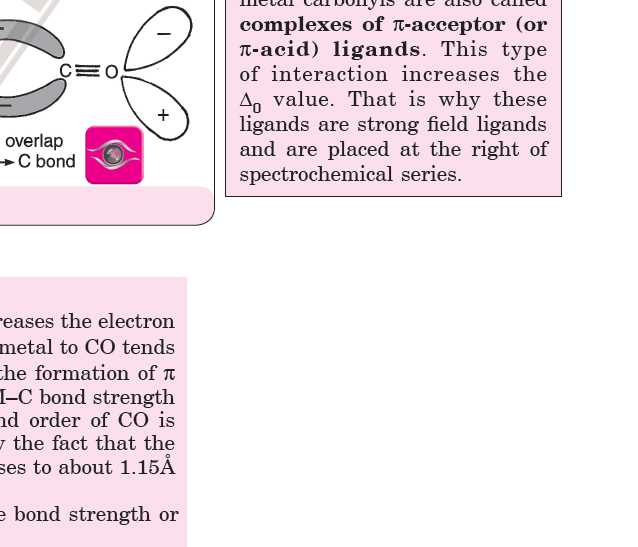 metal carbonyls are also called
complexes of π-acceptor (or
π-acid) ligands. This type
of interaction increases the
Δ0 value. That is why these
ligands are strong field ligands
and are placed at the right of
spectrochemical series.
–
C≡O
–
+
overlap
→ C bond
reases the electron
metal to CO tends
the formation of π
M–C bond strength
nd order of CO is
y the fact that the
ses to about 1.15Å
e bond strength or